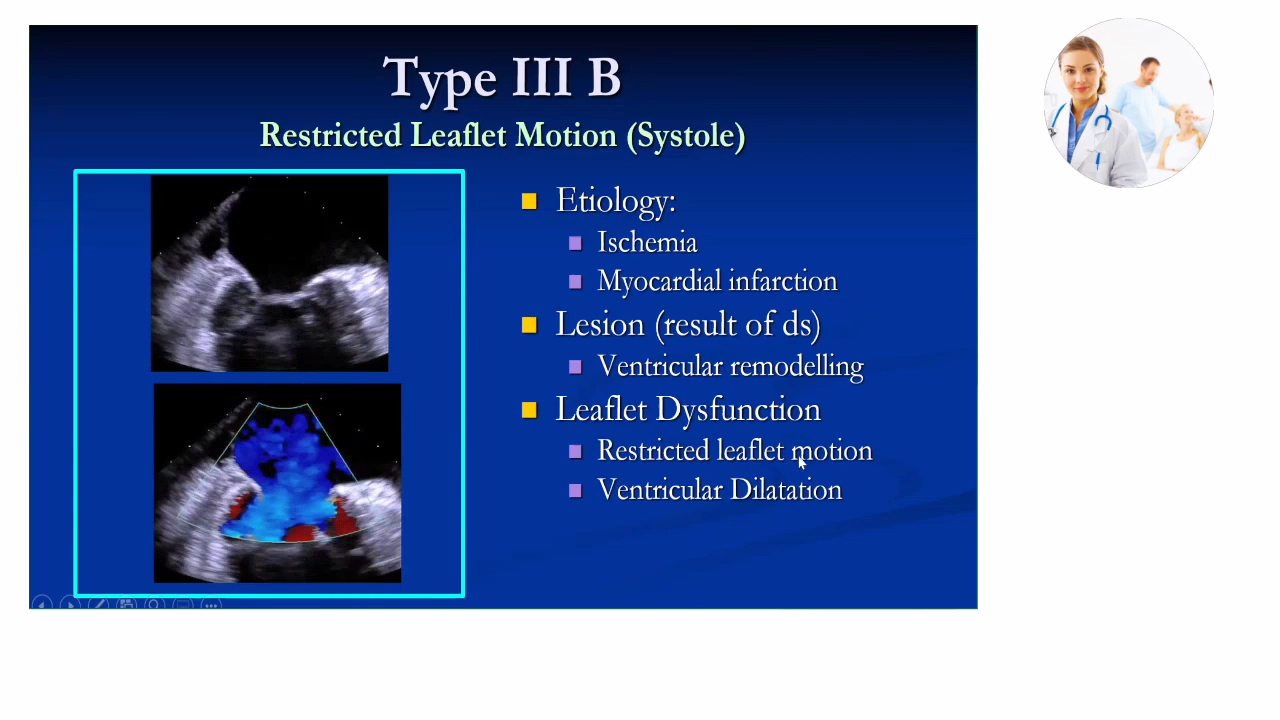 Type III B
Restricted Leaflet Motion (Systole)
Etiology:
Ischemia
Myocardial infarction
Lesion (result of ds)
Ventricular remodelling
Leaflet Dysfunction
Restricted leaflet motion
Ventricular Dilatation